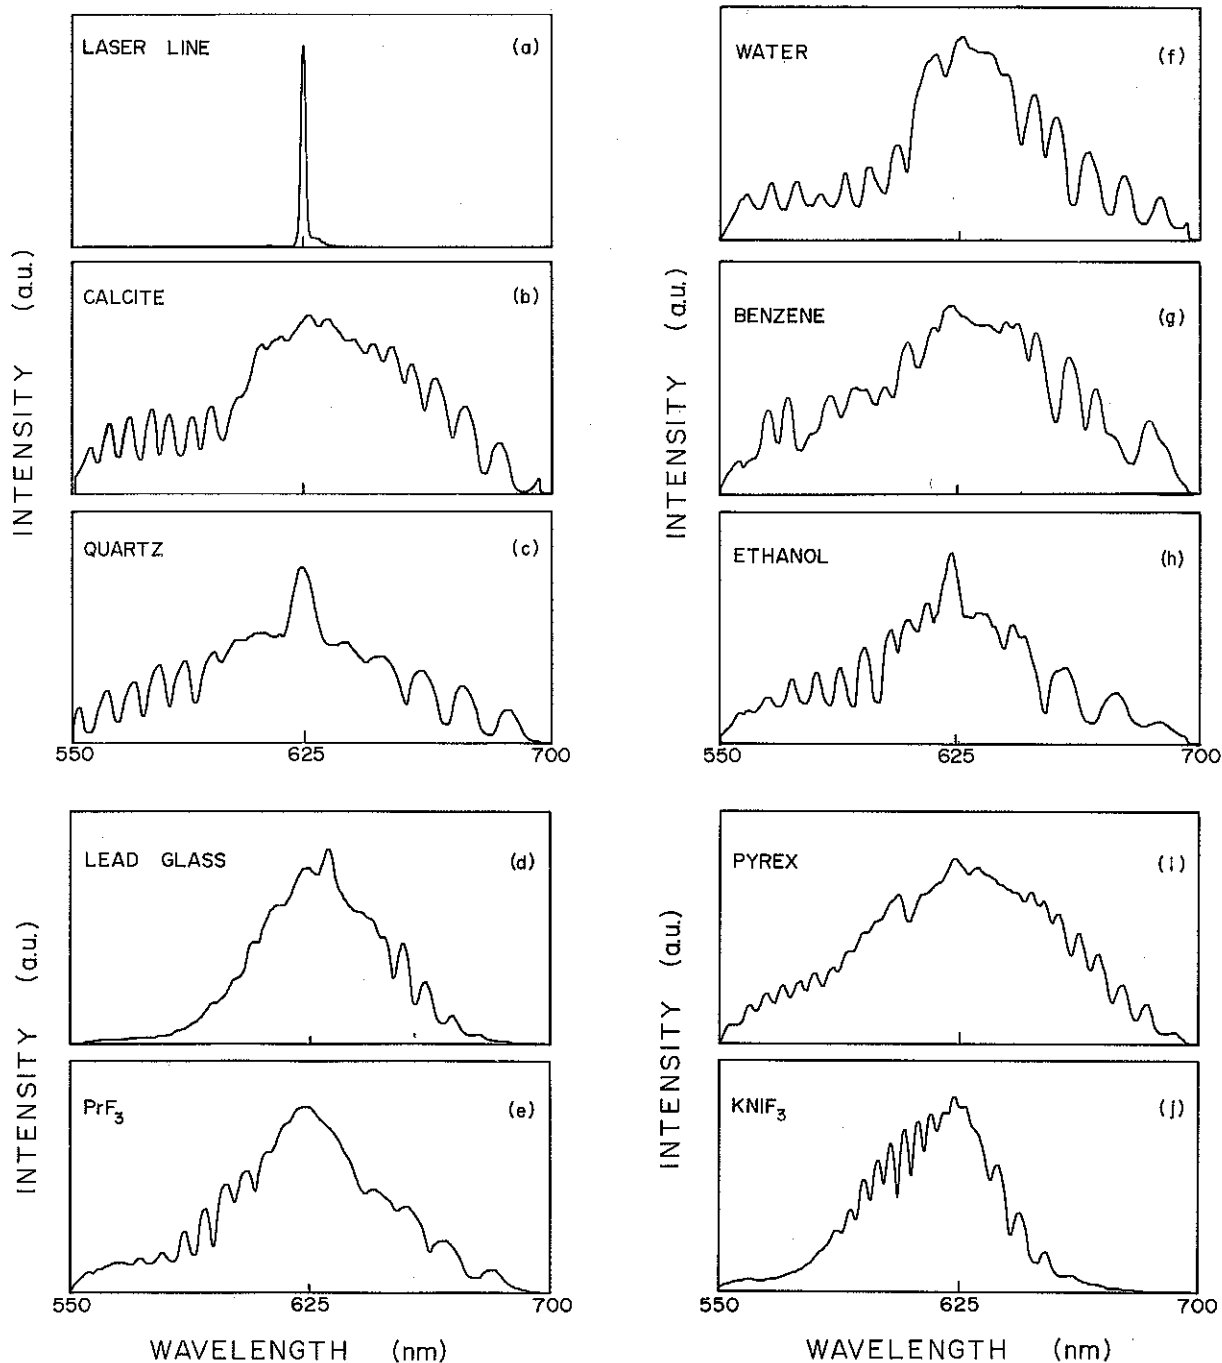 LASER LINE (a)
CALCITE (b)
QUARTZ (c)
INTENSITY (a.u.)
550 625 700
WATER (f)
BENZENE (g)
ETHANOL (h)
INTENSITY (a.u.)
550 625 700
LEAD GLASS (d)
PrF3 (e)
INTENSITY (a.u.)
550 625 700
WAVELENGTH (nm)
PYREX (i)
KNIF3 (j)
INTENSITY (a.u.)
550 625 700
WAVELENGTH (nm)